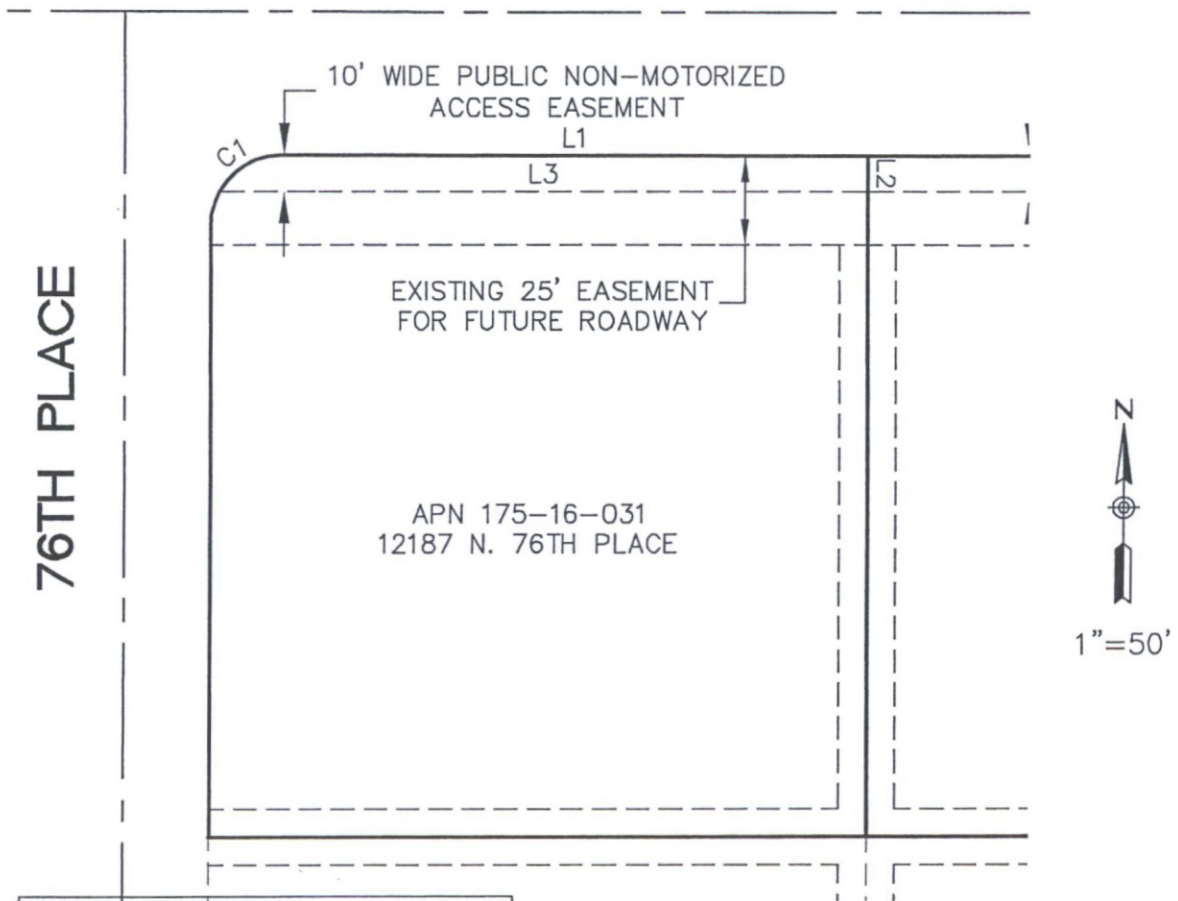 10' WIDE PUBLIC NON-MOTORIZED
ACCESS EASEMENT
L1
C1
L3
L2
EXISTING 25' EASEMENT
FOR FUTURE ROADWAY
76TH PLACE
APN 175-16-031
12187 N. 76TH PLACE
N
1"=50'